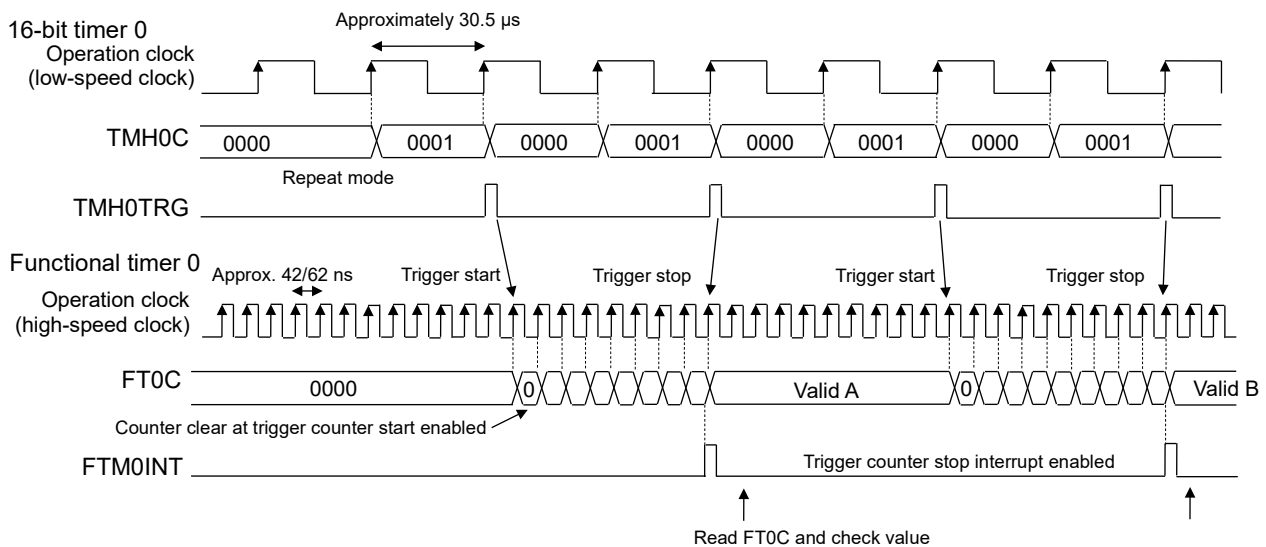 Approximately 30.5 µs
16-bit timer 0
Operation clock
(low-speed clock)
TMH0C
0000 0001 0000 0001 0000 0001 0000 0001
Repeat mode
TMH0TRG
Functional timer 0
Approx. 42/62 ns Trigger start Trigger stop Trigger start Trigger stop
Operation clock
(high-speed clock)
FT0C 0000 0 Valid A 0 Valid B
Counter clear at trigger counter start enabled
FTM0INT Trigger counter stop interrupt enabled
Read FT0C and check value